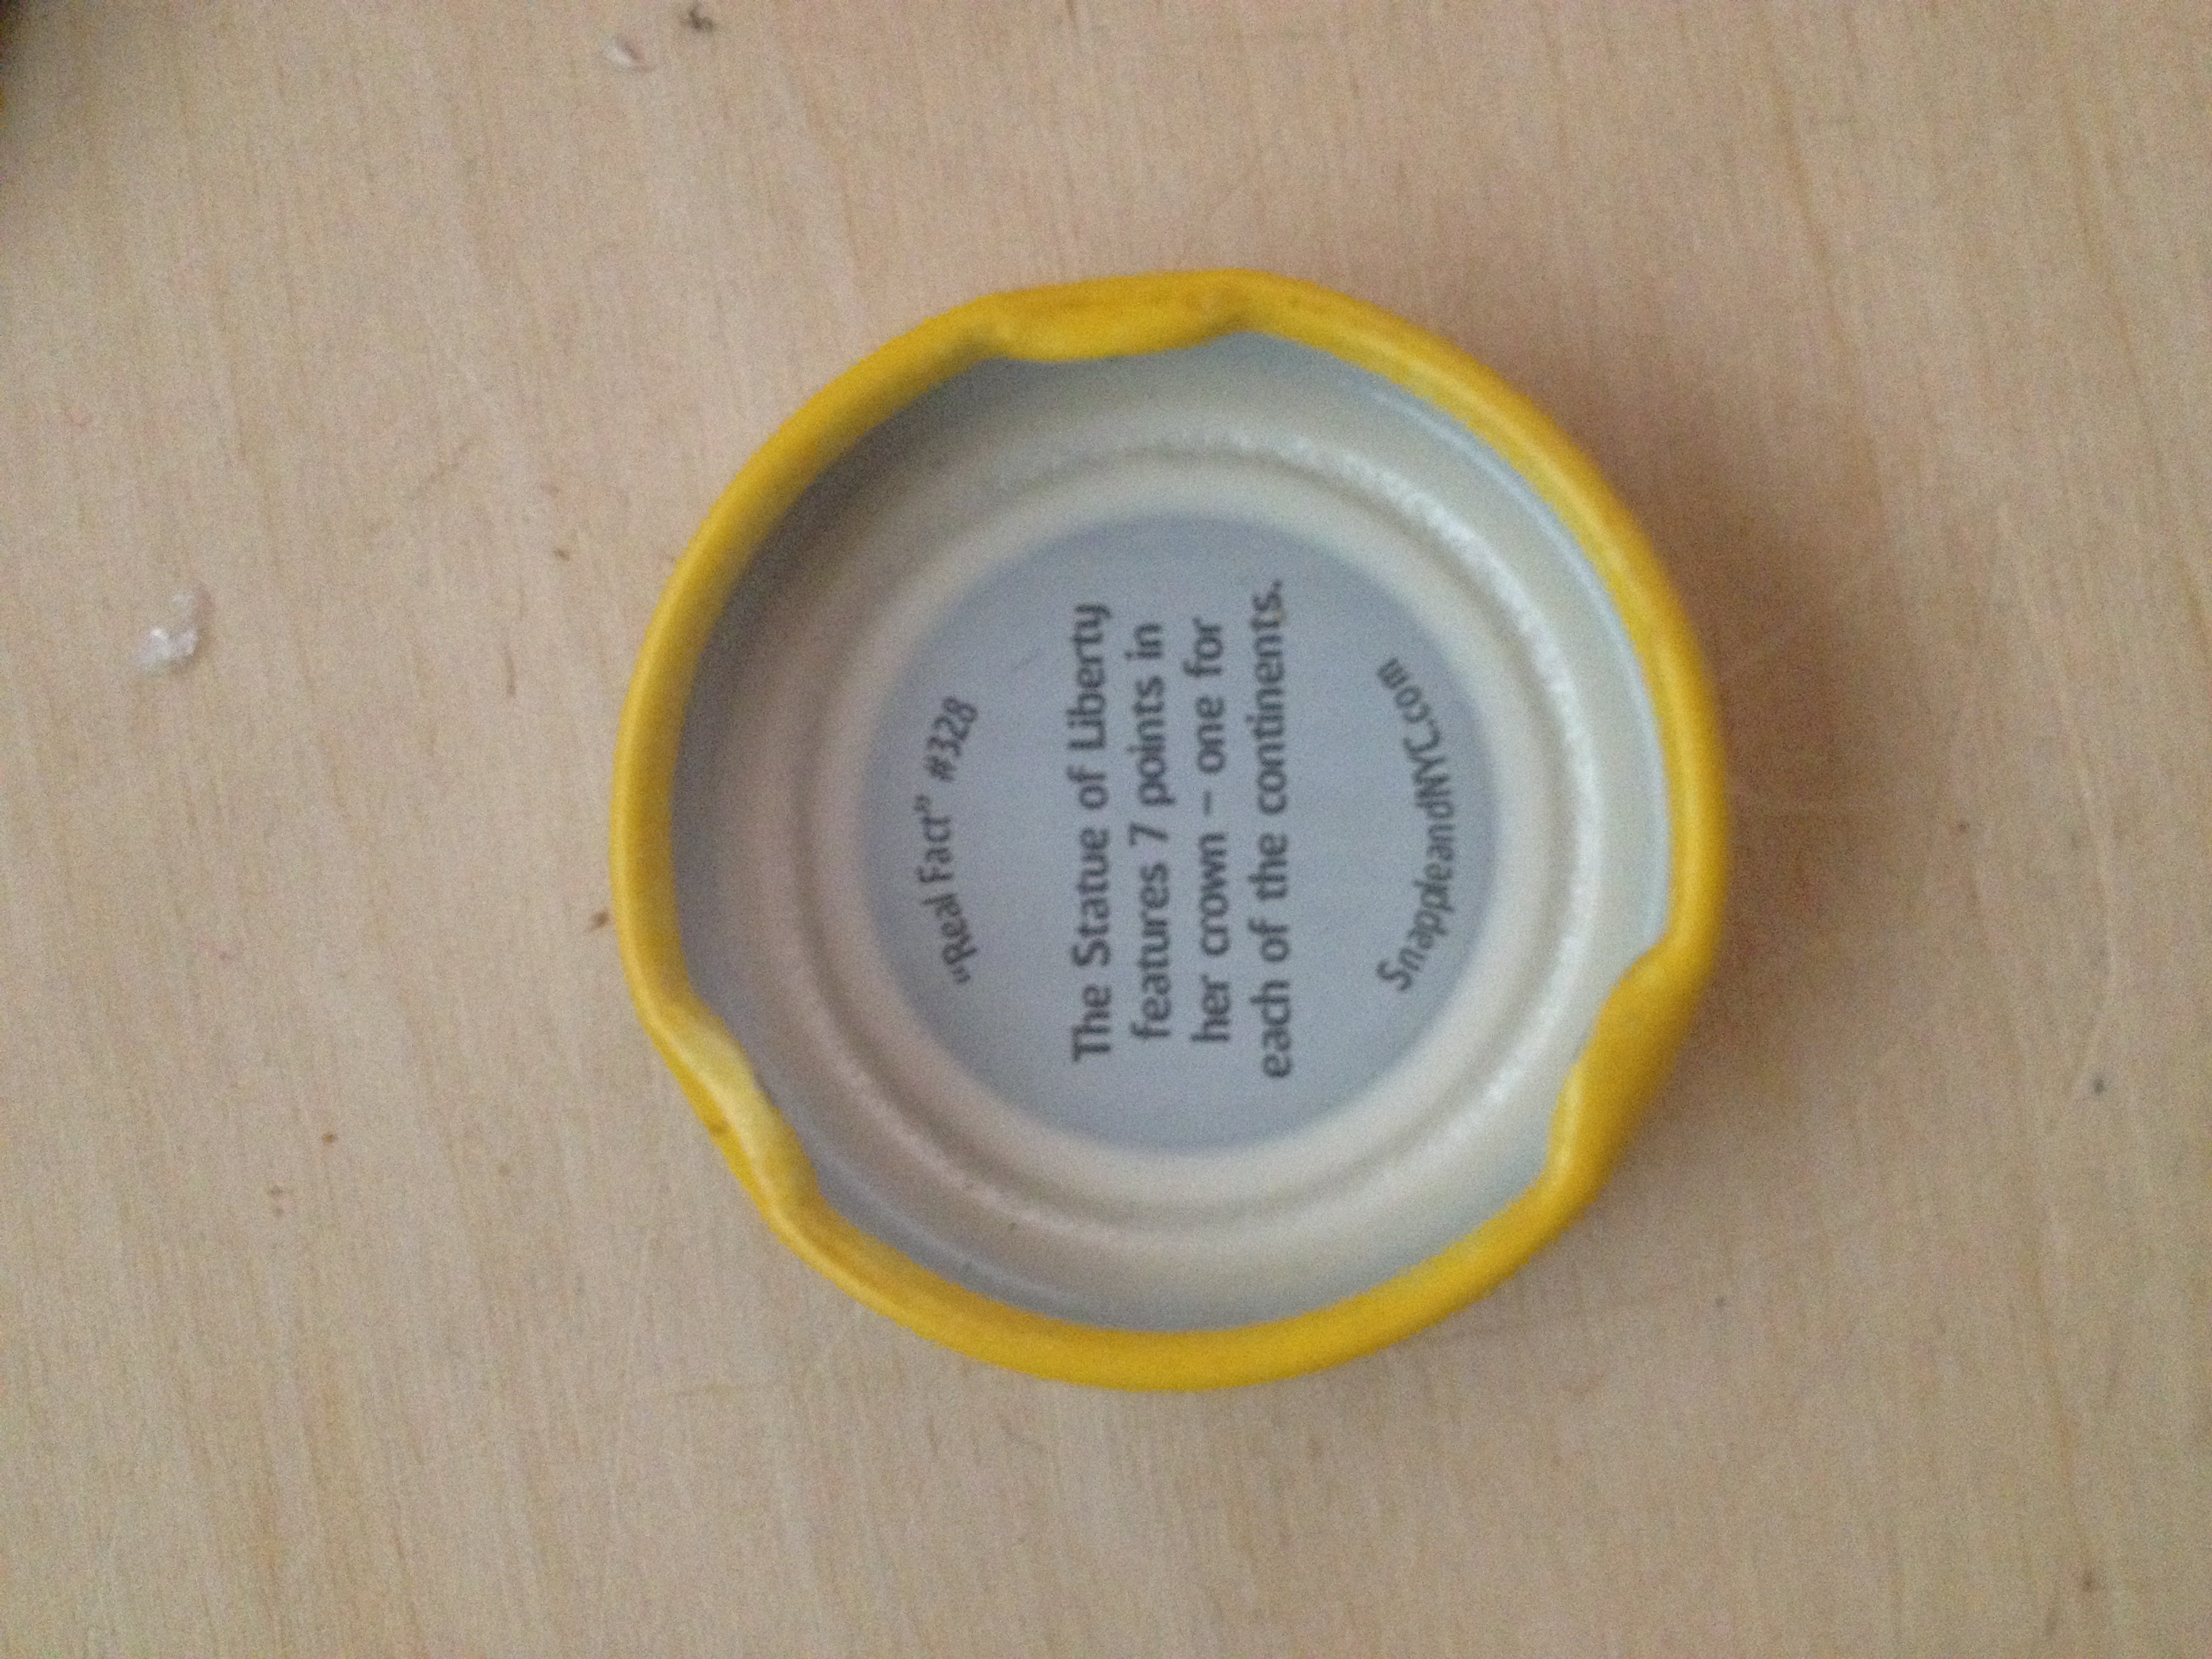 “Real Fact” #328
The Statue of Liberty
features 7 points in
her crown – one for
each of the continents.
SnappleandNYC.com